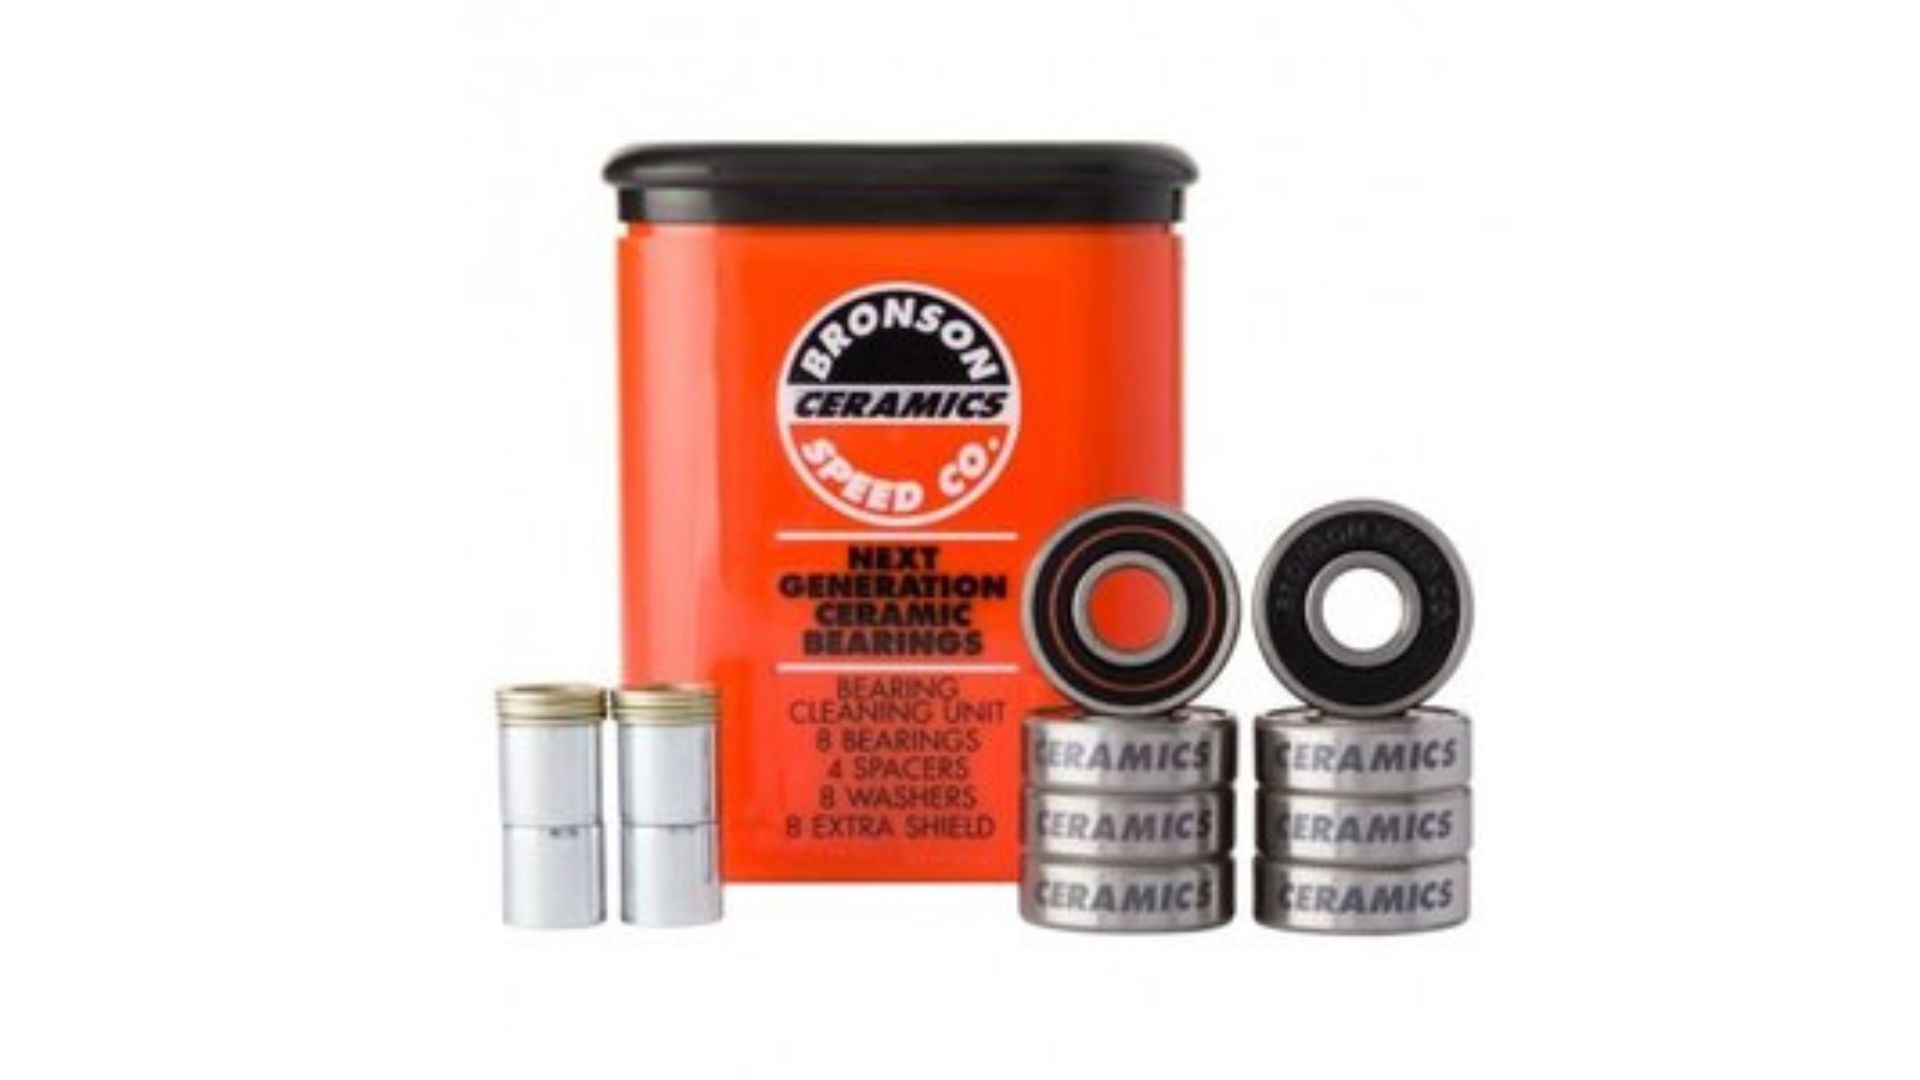 BRONSON
CERAMICS
SPEED CO.
NEXT
GENERATION
CERAMIC
BEARINGS
BEARING
CLEANING UNIT
8 BEARINGS
4 SPACERS
8 WASHERS
8 EXTRA SHIELD
CERAMICS
CERAMICS
CERAMICS
CERAMICS
CERAMICS
CERAMICS